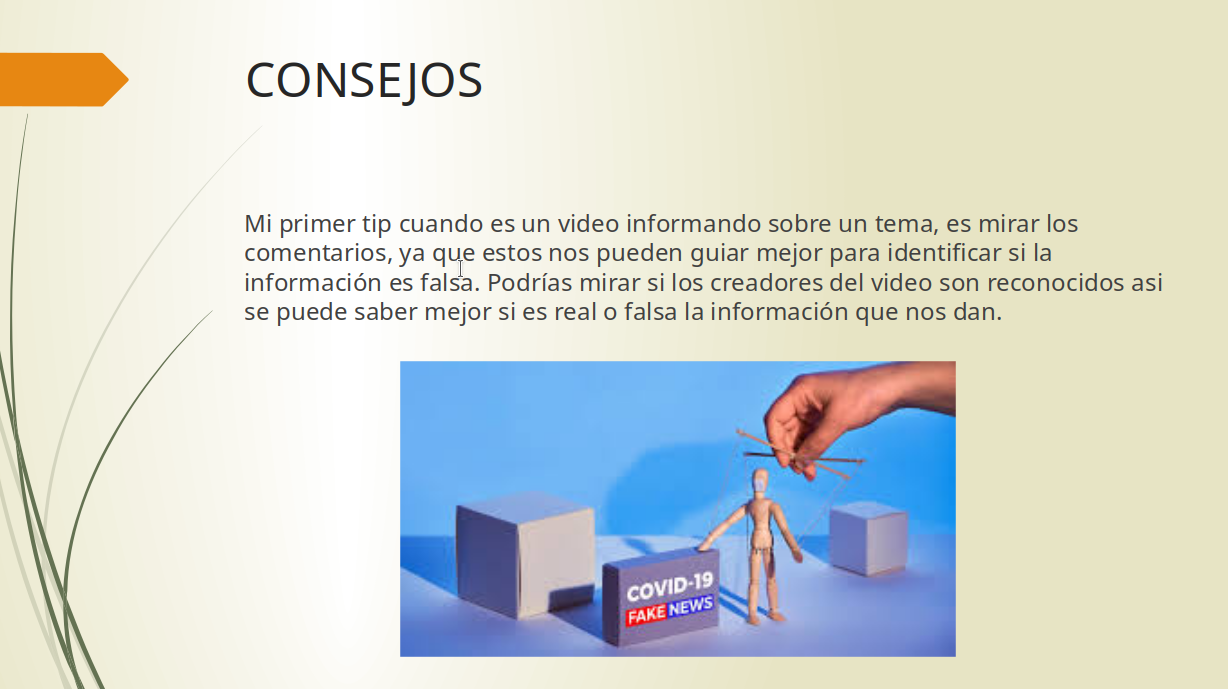 CONSEJOS
Mi primer tip cuando es un video informando sobre un tema, es mirar los
comentarios, ya que estos nos pueden guiar mejor para identificar si la
información es falsa. Podrías mirar si los creadores del video son reconocidos asi
se puede saber mejor si es real o falsa la información que nos dan.
COVID-19
FAKE NEWS